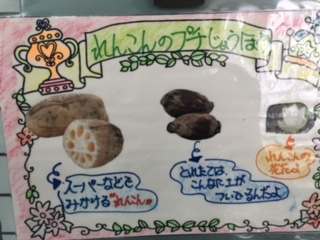 れんこんのプチじょうほう
スーパーなどで
みかける"れんこん"
とれたては、
こんなに土が
ついてるんだよ
れんこんの
花だよ